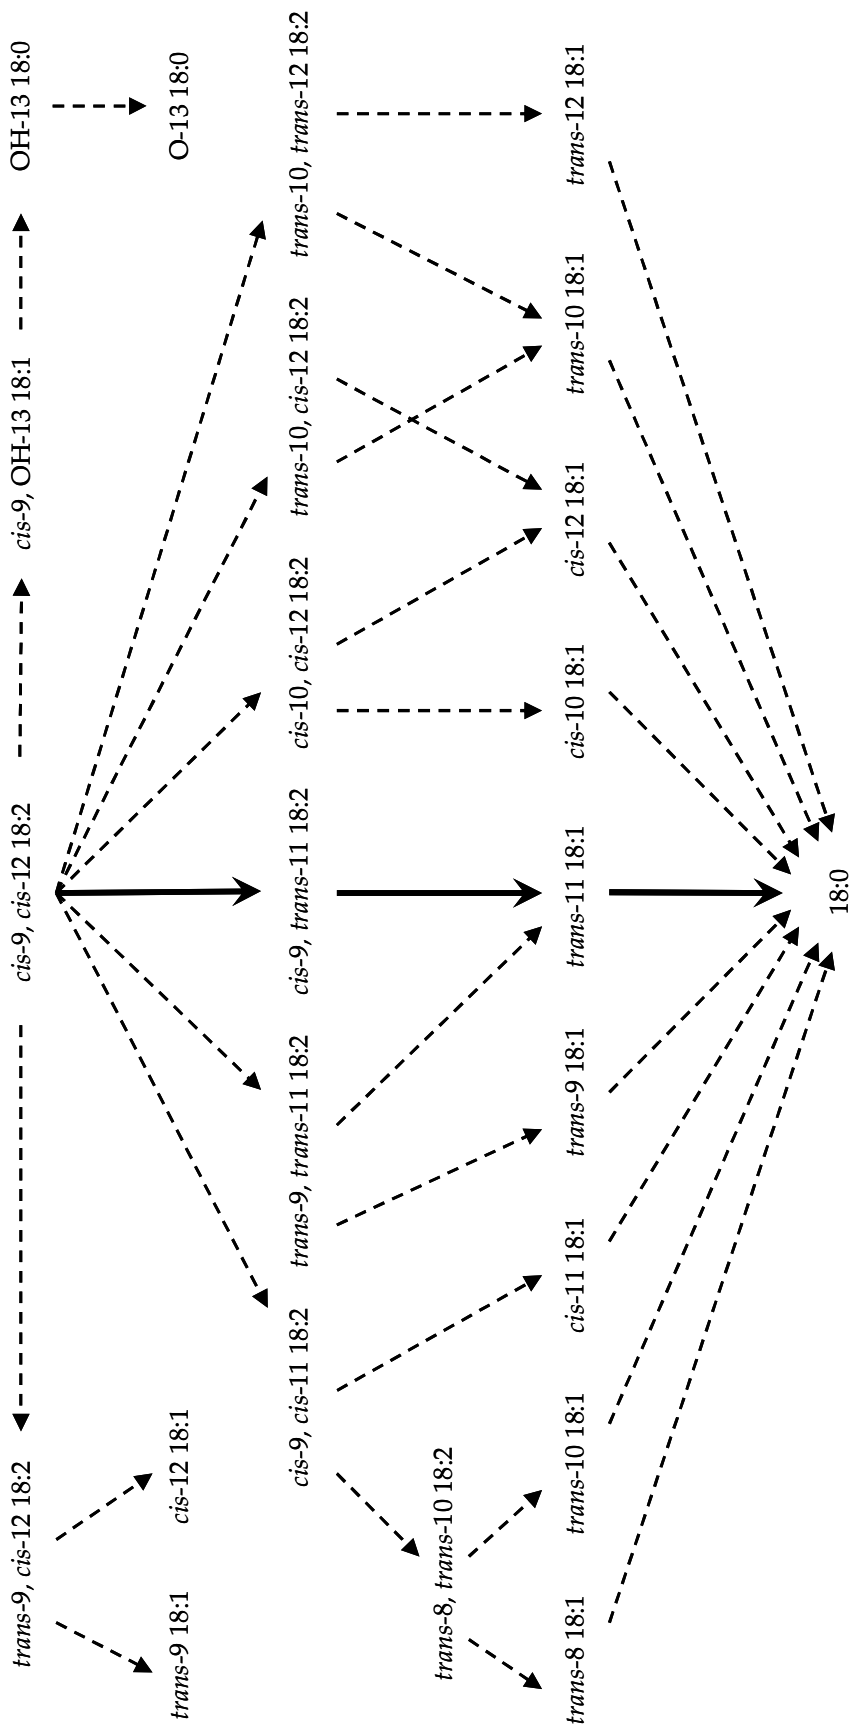 trans-9, cis-12 18:2
cis-9, cis-12 18:2
cis-9, OH-13 18:1
OH-13 18:0
trans-9 18:1
cis-12 18:1
O-13 18:0
cis-9, cis-11 18:2
trans-9, trans-11 18:2
cis-9, trans-11 18:2
cis-10, cis-12 18:2
trans-10, cis-12 18:2
trans-10, trans-12 18:2
trans-8, trans-10 18:2
trans-8 18:1
trans-10 18:1
cis-11 18:1
trans-9 18:1
trans-11 18:1
cis-10 18:1
cis-12 18:1
trans-10 18:1
trans-12 18:1
18:0